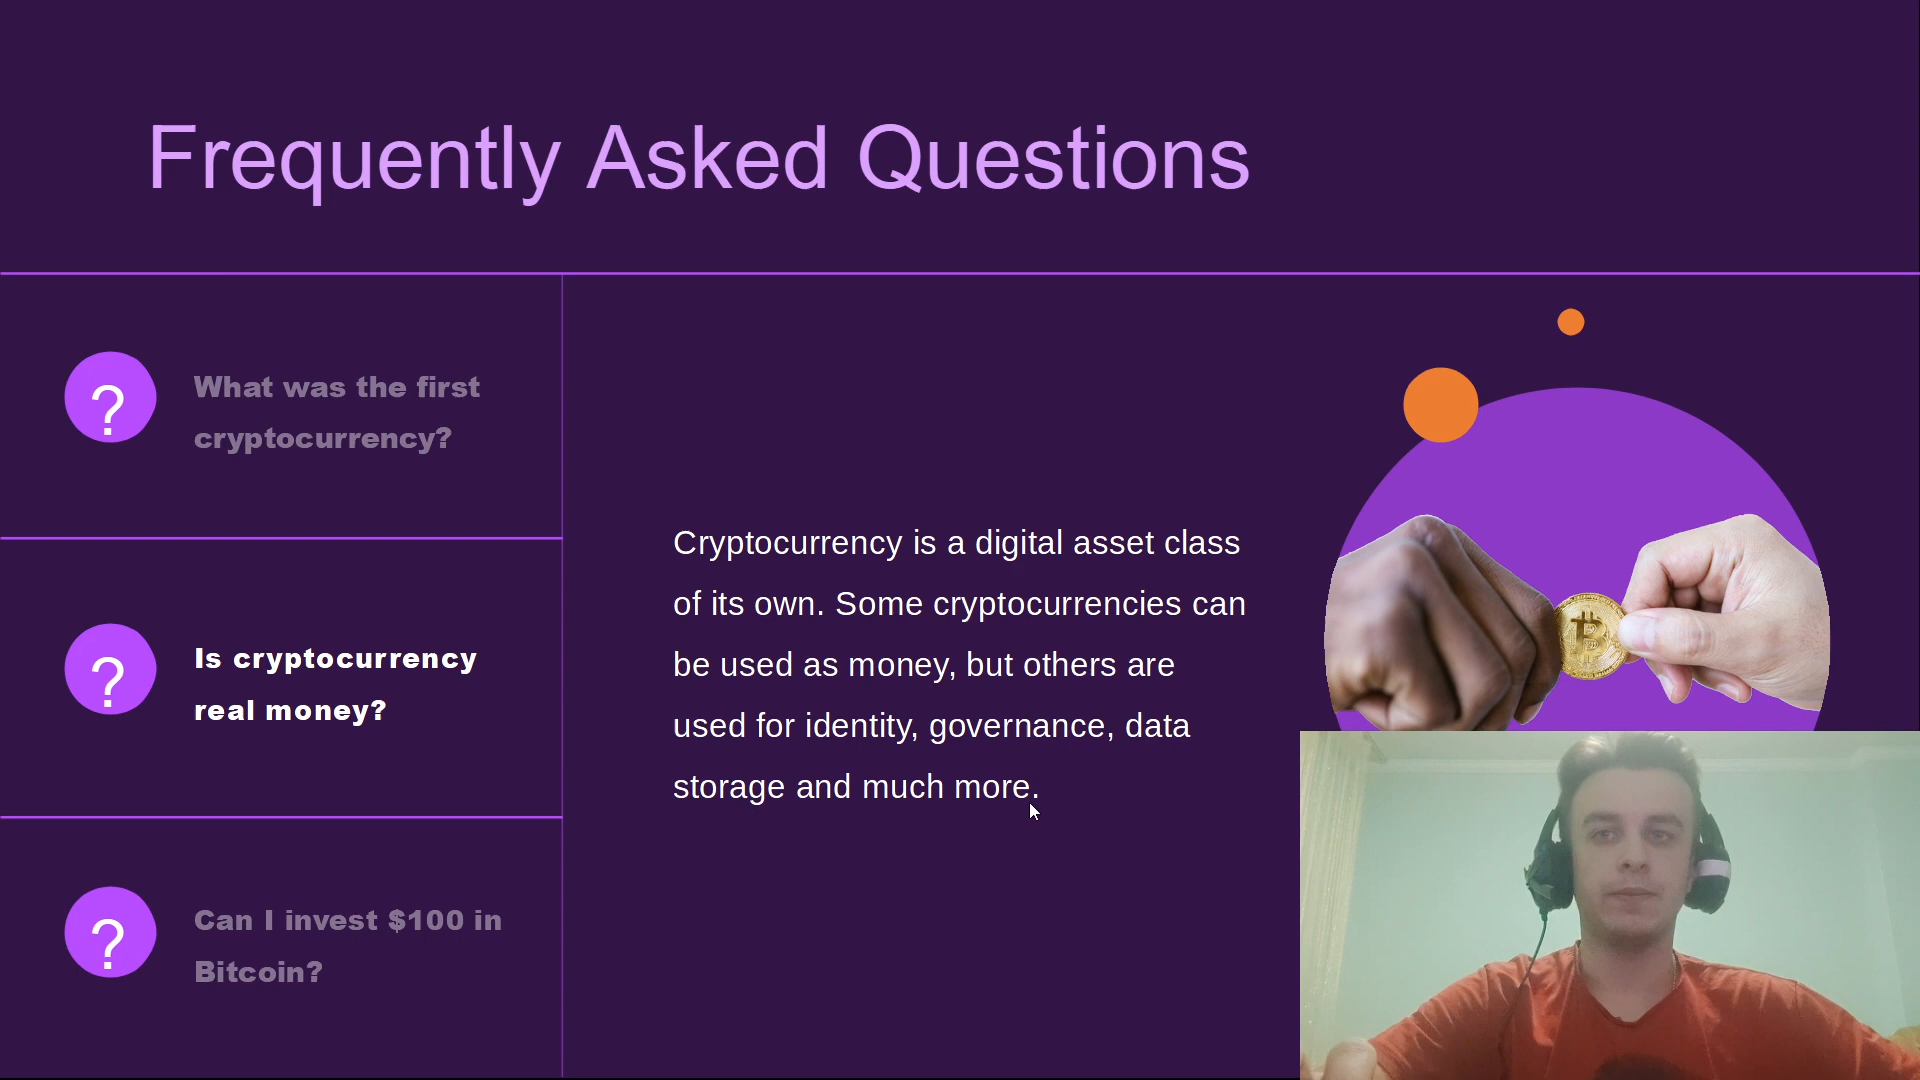 Frequently Asked Questions
?
What was the first
cryptocurrency?
?
Is cryptocurrency
real money?
?
Can I invest $100 in
Bitcoin?
Cryptocurrency is a digital asset class
of its own. Some cryptocurrencies can
be used as money, but others are
used for identity, governance, data
storage and much more.